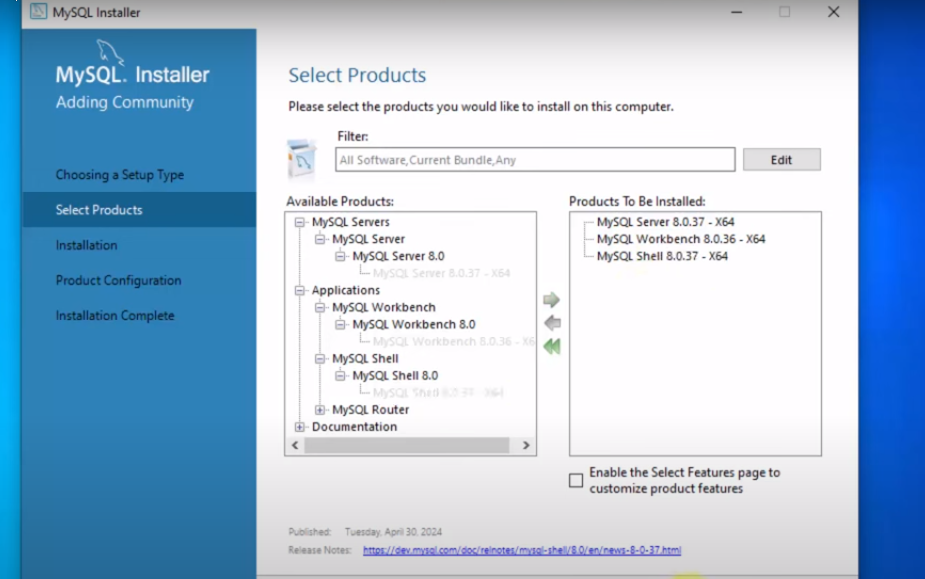 MySQL Installer
MySQL. Installer
Adding Community
Choosing a Setup Type
Select Products
Installation
Product Configuration
Installation Complete
Select Products
Please select the products you would like to install on this computer.
Filter:
All Software,Current Bundle,Any
Edit
Available Products:
MySQL Servers
MySQL Server
MySQL Server 8.0
MySQL Server 8.0.37 - X64
Applications
MySQL Workbench
MySQL Workbench 8.0
MySQL Workbench 8.0.36 - X6
MySQL Shell
MySQL Shell 8.0
MySQL Shell 8.0.37 - X64
MySQL Router
Documentation
Products To Be Installed:
MySQL Server 8.0.37 - X64
MySQL Workbench 8.0.36 - X64
MySQL Shell 8.0.37 - X64
Enable the Select Features page to
customize product features
Published: Tuesday, April 30, 2024
Release Notes: https://dev.mysql.com/doc/relnotes/mysql-shell/8.0/en/news-8-0-37.html